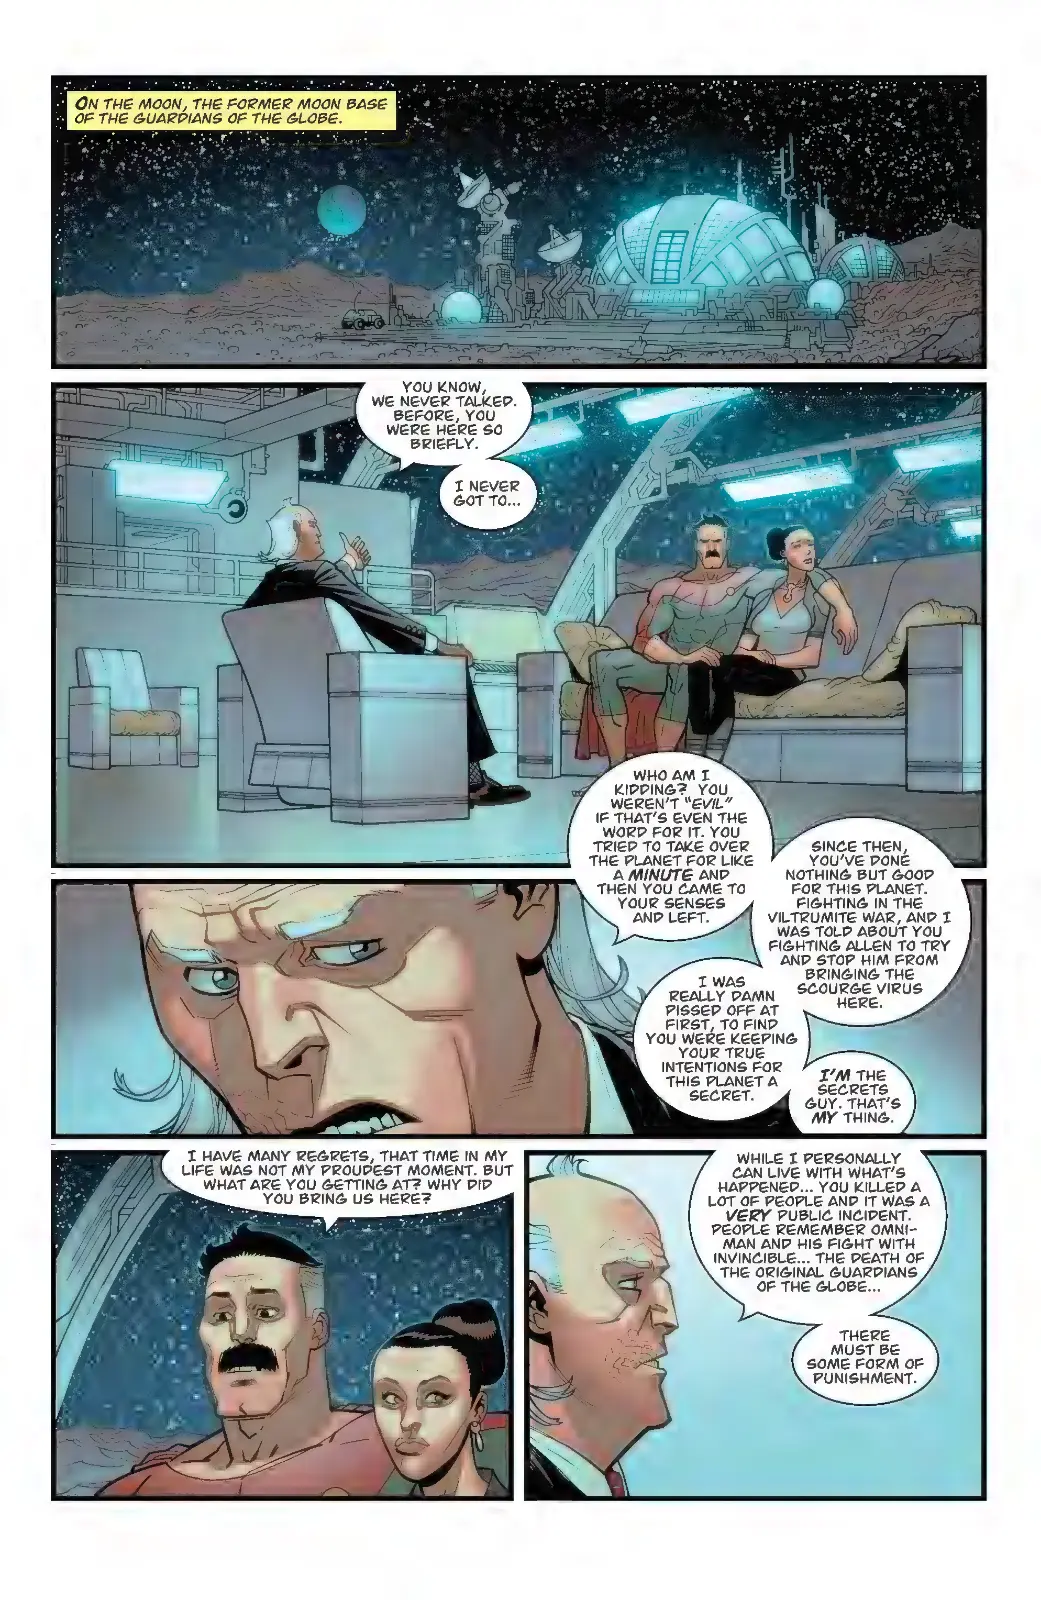 ON THE MOON, THE FORMER MOON BASE
OF THE GUARDIANS OF THE GLOBE.
YOU KNOW,
WE NEVER TALKED.
BEFORE, YOU
WERE HERE SO
BRIEFLY.
I NEVER
GOT TO...
WHO AM I
KIDDING? YOU
WEREN'T "EVIL"
IF THAT'S EVEN THE
WORD FOR IT. YOU
TRIED TO TAKE OVER
THE PLANET FOR LIKE
A MINUTE AND
THEN YOU CAME TO
YOUR SENSES
AND LEFT.
SINCE THEN,
YOU'VE DONE
NOTHING BUT GOOD
FOR THIS PLANET.
FIGHTING IN THE
VILTRUMITE WAR, AND I
WAS TOLD ABOUT YOU
FIGHTING ALLEN TO TRY
AND STOP HIM FROM
BRINGING THE
SCOURGE VIRUS
HERE.
I WAS
REALLY DAMN
PISSED OFF AT
FIRST, TO FIND
YOU WERE KEEPING
YOUR TRUE
INTENTIONS FOR
THIS PLANET A
SECRET.
I'M THE
SECRETS
GUY. THAT'S
MY THING.
I HAVE MANY REGRETS, THAT TIME IN MY
LIFE WAS NOT MY PROUDEST MOMENT. BUT
WHAT ARE YOU GETTING AT? WHY DID
YOU BRING US HERE?
WHILE I PERSONALLY
CAN LIVE WITH WHAT'S
HAPPENED... YOU KILLED A
LOT OF PEOPLE AND IT WAS A
VERY PUBLIC INCIDENT.
PEOPLE REMEMBER OMNI-
MAN AND HIS FIGHT WITH
INVINCIBLE... THE DEATH OF
THE ORIGINAL GUARDIANS
OF THE GLOBE...
THERE
MUST BE
SOME FORM OF
PUNISHMENT.